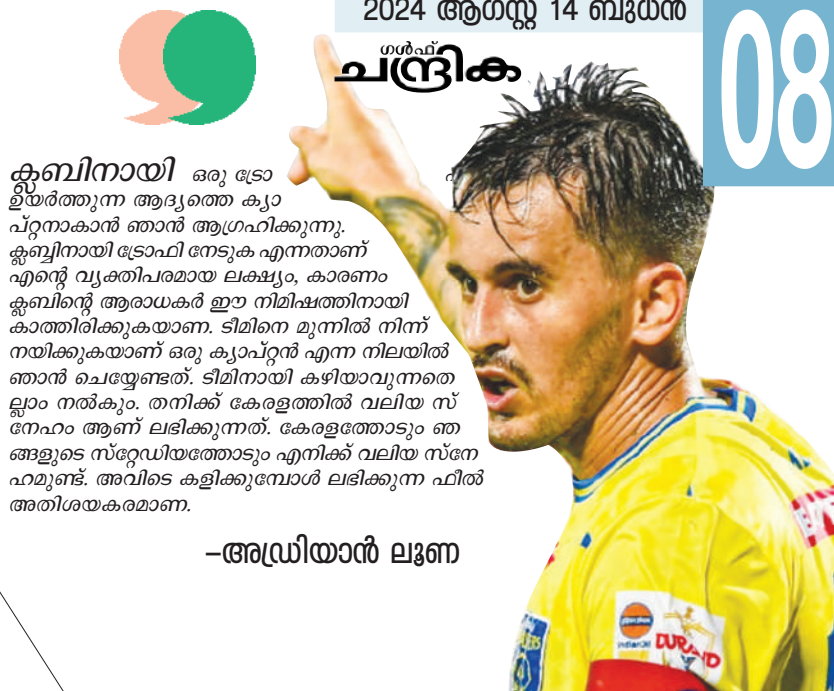 2024 ആഗസ്റ്റ് 14 ബുധൻ
ഗൾഫ്
ചന്ദ്രിക
08
ക്ലബിനായി ഒരു ട്രോ
ഉയർത്തുന്ന ആദ്യത്തെ ക്യാ
പ്റ്റനാകാൻ ഞാൻ ആഗ്രഹിക്കുന്നു.
ക്ലബ്ബിനായി ട്രോഫി നേടുക എന്നതാണ്
എന്റെ വ്യക്തിപരമായ ലക്ഷ്യം, കാരണം
ക്ലബിന്റെ ആരാധകർ ഈ നിമിഷത്തിനായി
കാത്തിരിക്കുകയാണ. ടീമിനെ മുന്നിൽ നിന്ന്
നയിക്കുകയാണ് ഒരു ക്യാപ്റ്റൻ എന്ന നിലയിൽ
ഞാൻ ചെയ്യേണ്ടത്. ടീമിനായി കഴിയാവുന്നതെ
ല്ലാം നൽകും. തനിക്ക് കേരളത്തിൽ വലിയ സ്
നേഹം ആണ് ലഭിക്കുന്നത്. കേരളത്തോടും ഞ
ങ്ങളുടെ സ്റ്റേഡിയത്തോടും എനിക്ക് വലിയ സ്നേ
ഹമുണ്ട്. അവിടെ കളിക്കുമ്പോൾ ലഭിക്കുന്ന ഫീൽ
അതിശയകരമാണ.
–അഡ്രിയാൻ ലൂണ
IndianOil
DURAND